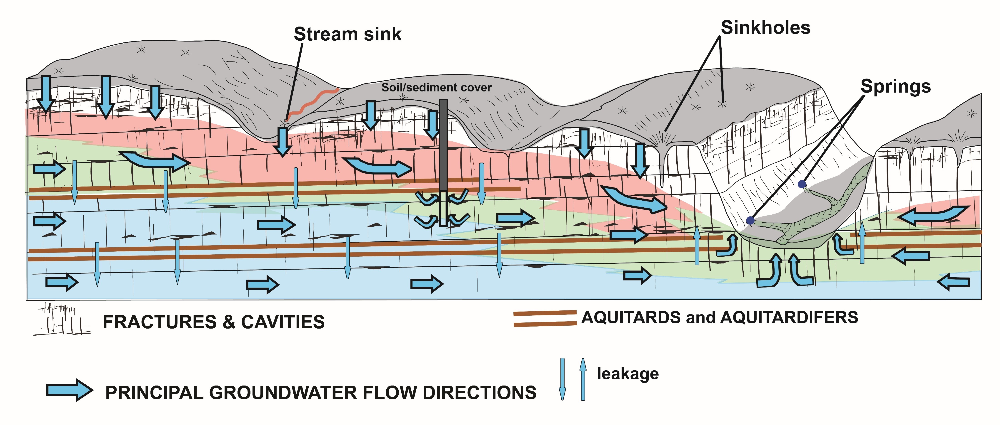 Stream sink
Sinkholes
Springs
Soil/sediment cover
FRACTURES & CAVITIES
AQUITARDS and AQUITARDIFERS
leakage
PRINCIPAL GROUNDWATER FLOW DIRECTIONS